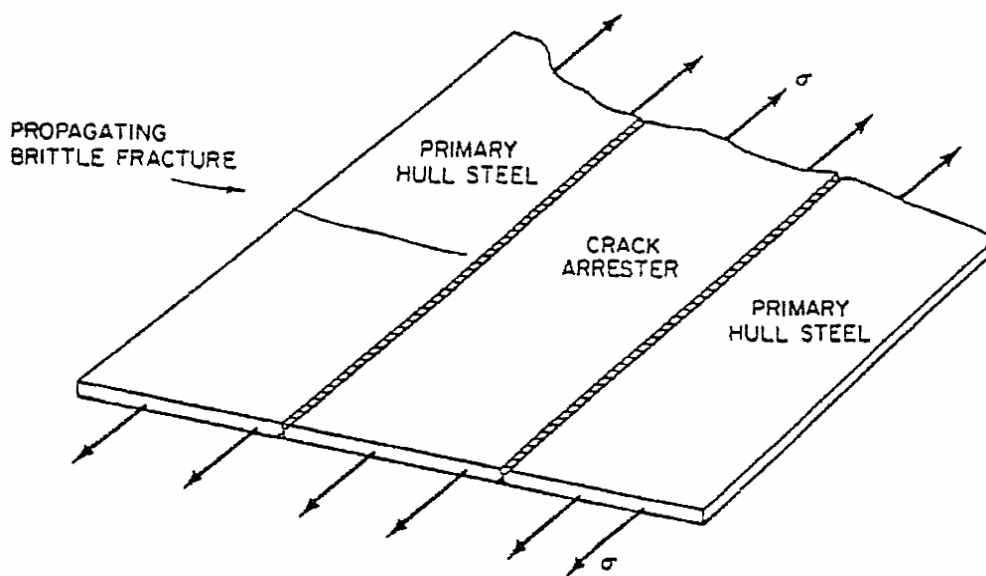 σ
PROPAGATING
BRITTLE FRACTURE
PRIMARY
HULL STEEL
CRACK
ARRESTER
PRIMARY
HULL STEEL
σ